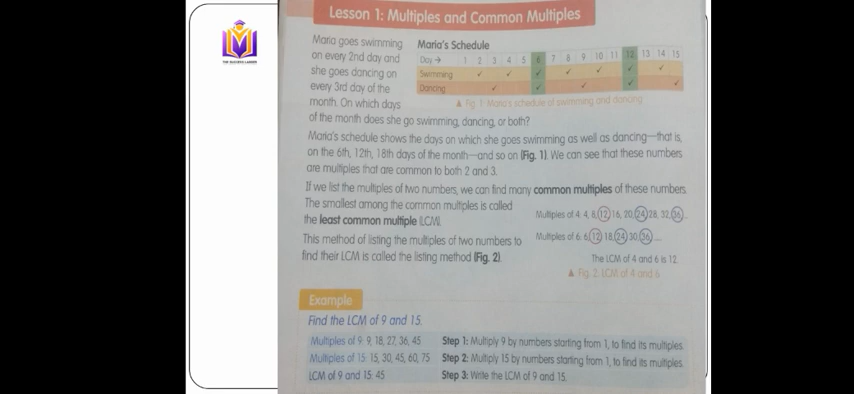 Lesson 1: Multiples and Common Multiples
THE SUCCESS LADDER
Maria goes swimming
on every 2nd day and
she goes dancing on
every 3rd day of the
month. On which days
of the month does she go swimming, dancing, or both?
Maria's Schedule
Day → 1 2 3 4 5 6 7 8 9 10 11 12 13 14 15
Swimming ✓ ✓ ✓ ✓ ✓ ✓ ✓
Dancing ✓ ✓ ✓ ✓ ✓
▲ Fig. 1: Maria's schedule of swimming and dancing
Maria's schedule shows the days on which she goes swimming as well as dancing—that is,
on the 6th, 12th, 18th days of the month—and so on (Fig. 1). We can see that these numbers
are multiples that are common to both 2 and 3.
If we list the multiples of two numbers, we can find many common multiples of these numbers.
The smallest among the common multiples is called
the least common multiple (LCM).
This method of listing the multiples of two numbers to
find their LCM is called the listing method (Fig. 2).
Multiples of 4: 4, 8, 12, 16, 20, 24, 28, 32, 36, ...
Multiples of 6: 6, 12, 18, 24, 30, 36, ...
The LCM of 4 and 6 is 12.
▲ Fig. 2: LCM of 4 and 6
Example
Find the LCM of 9 and 15.
Multiples of 9: 9, 18, 27, 36, 45
Step 1: Multiply 9 by numbers starting from 1, to find its multiples.
Multiples of 15: 15, 30, 45, 60, 75
Step 2: Multiply 15 by numbers starting from 1, to find its multiples.
LCM of 9 and 15: 45
Step 3: Write the LCM of 9 and 15.